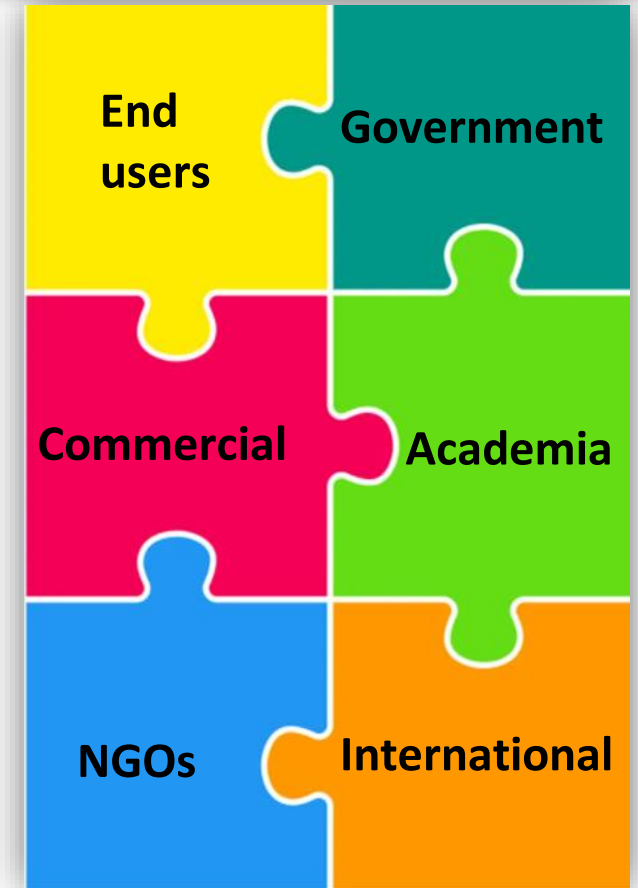 End
users
Government
Commercial
Academia
NGOs
International